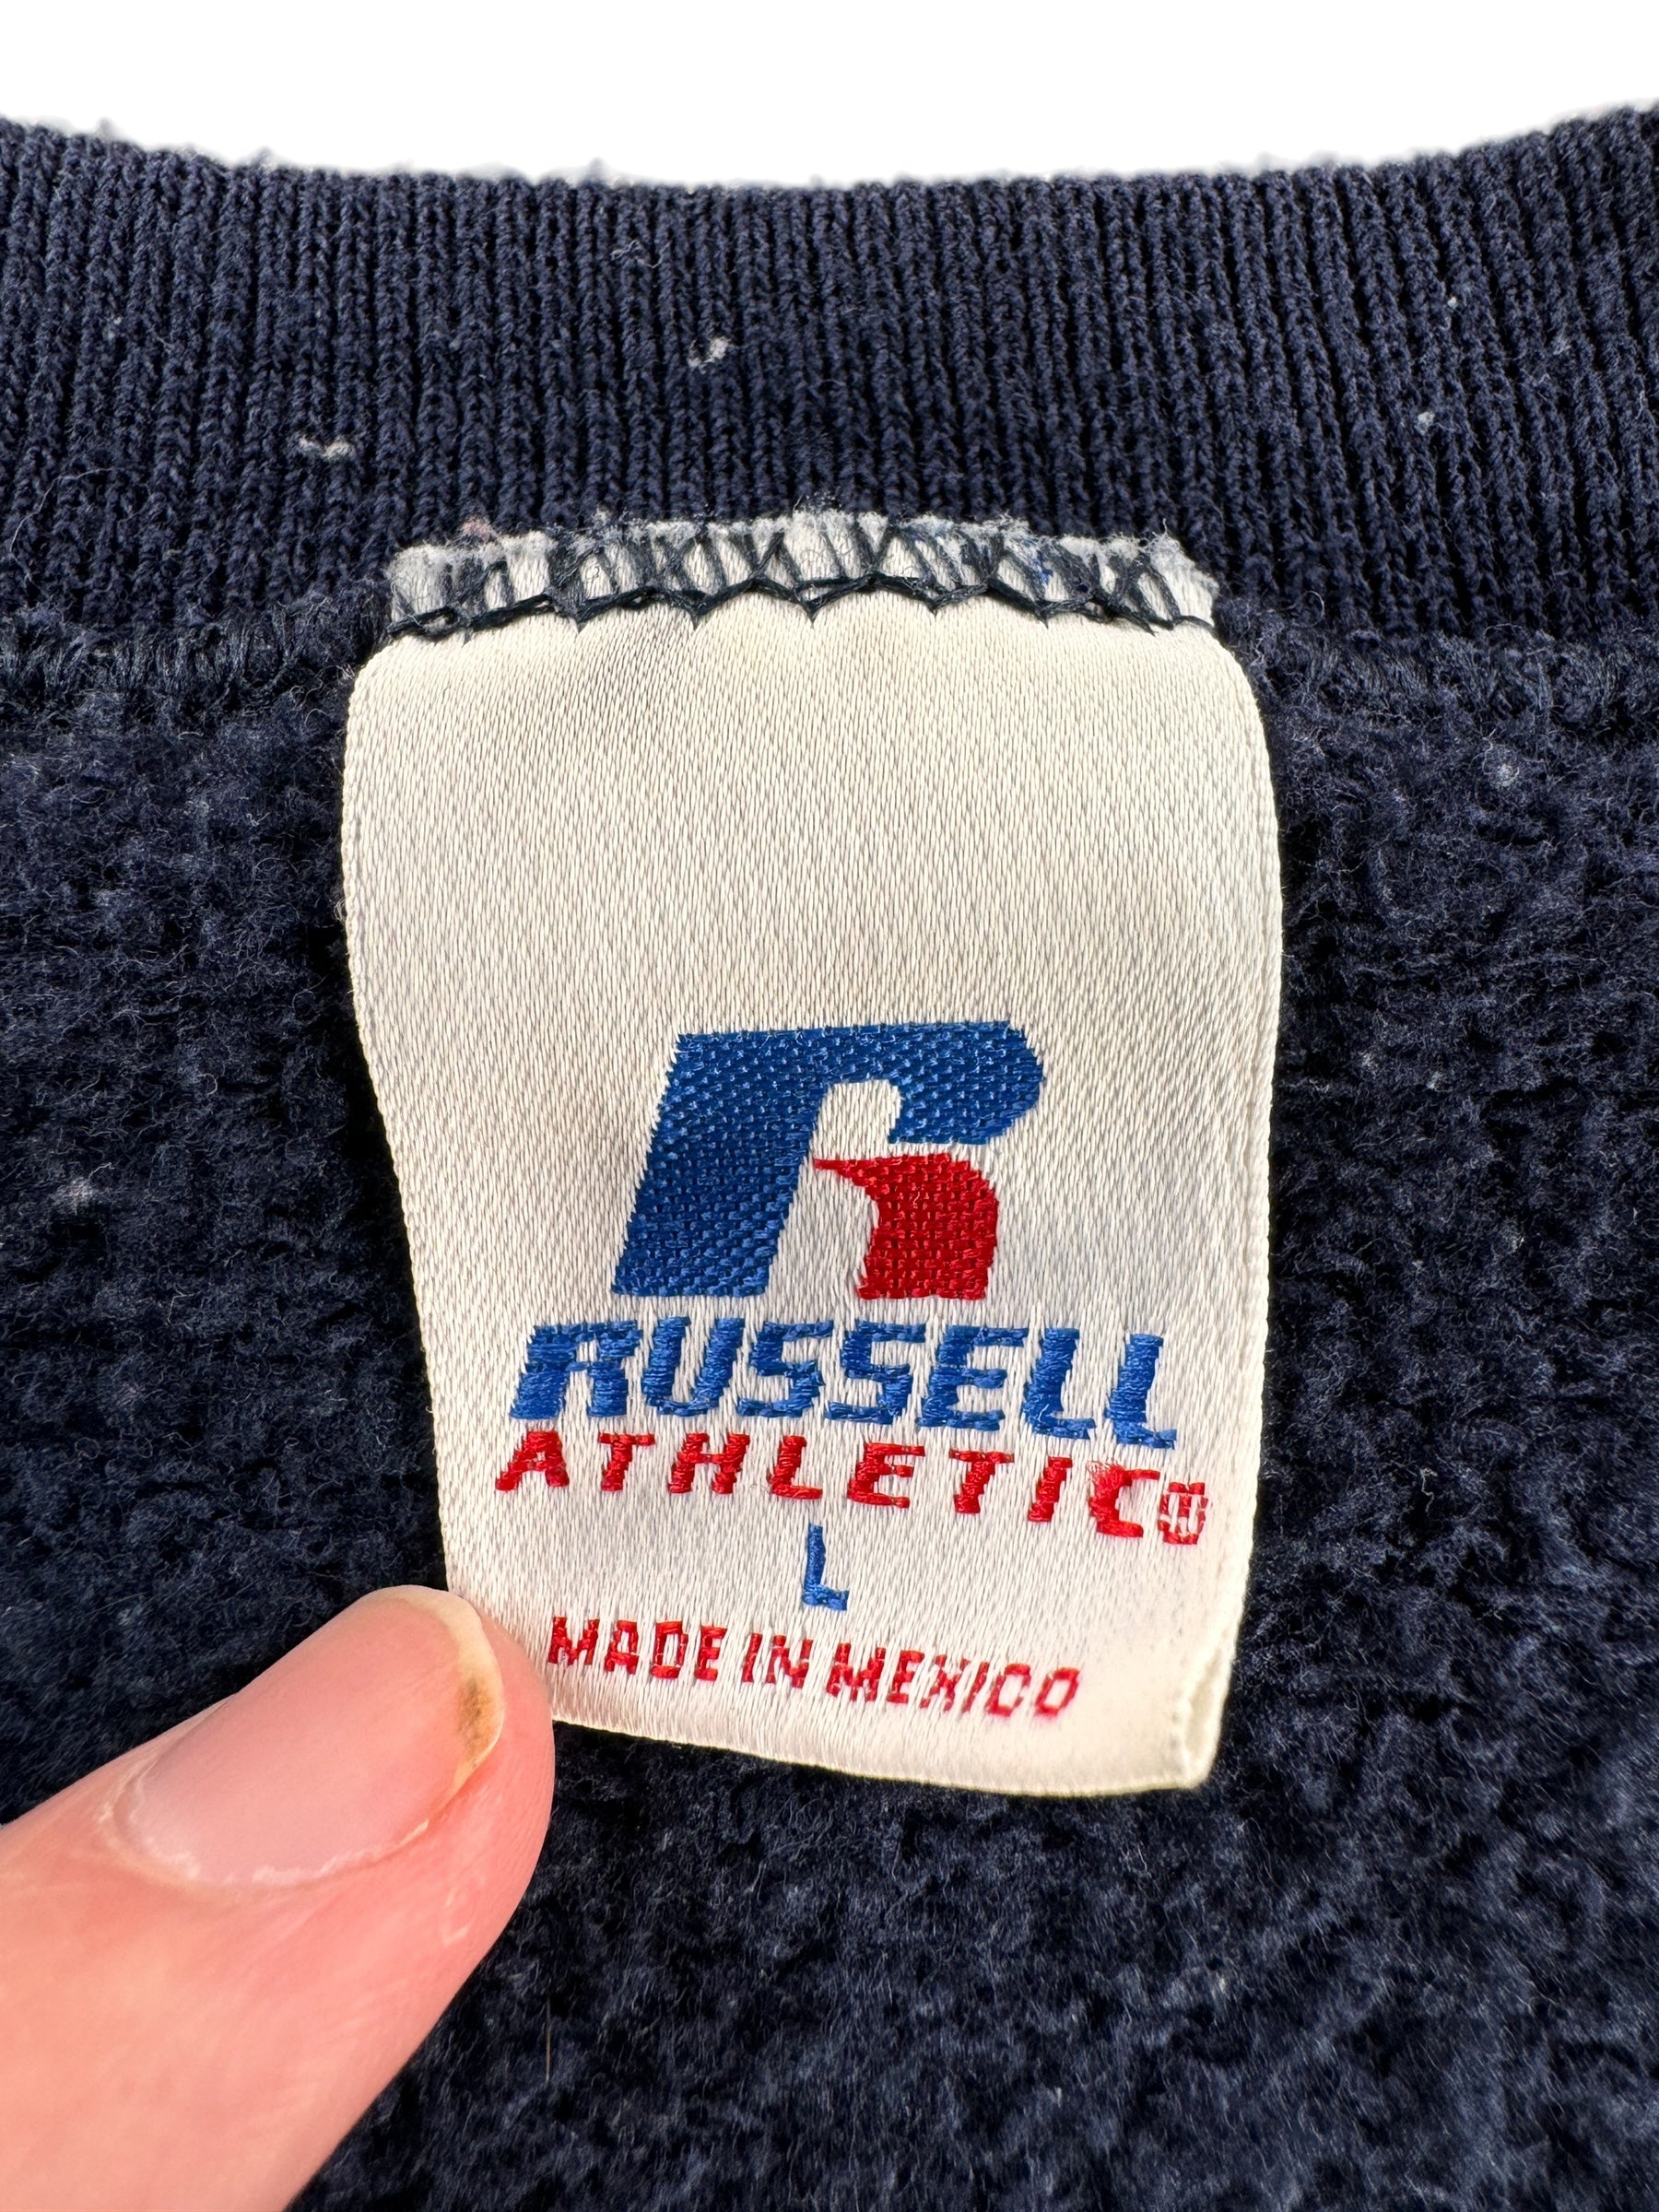 R
RUSSELL
ATHLETIC®
L
MADE IN MEXICO